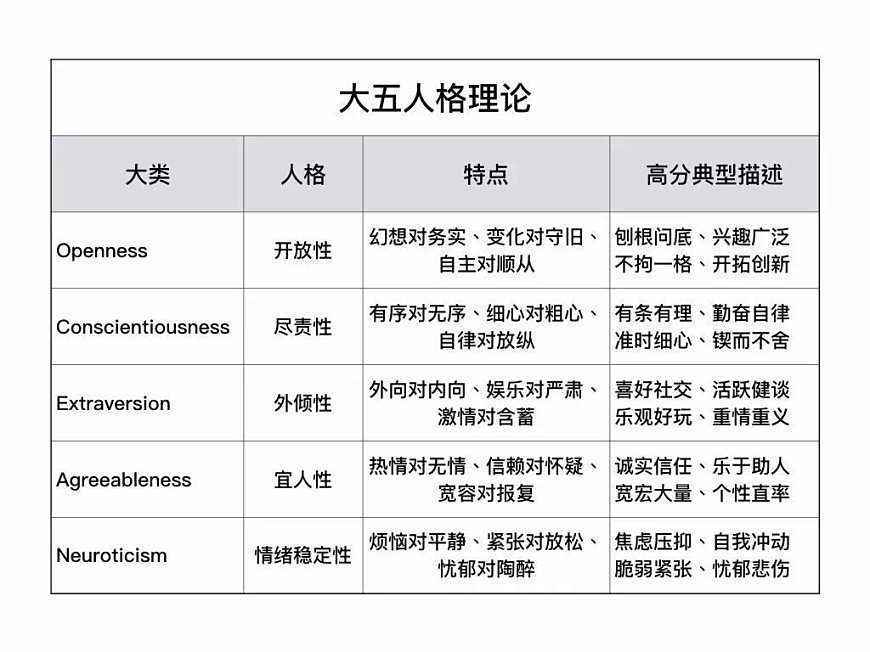 大五人格理论
大类
人格
特点
高分典型描述
Openness
开放性
幻想对务实、变化对守旧、
自主对顺从
刨根问底、兴趣广泛
不拘一格、开拓创新
Conscientiousness
尽责性
有序对无序、细心对粗心、
自律对放纵
有条有理、勤奋自律
准时细心、锲而不舍
Extraversion
外倾性
外向对内向、娱乐对严肃、
激情对含蓄
喜好社交、活跃健谈
乐观好玩、重情重义
Agreeableness
宜人性
热情对无情、信赖对怀疑、
宽容对报复
诚实信任、乐于助人
宽宏大量、个性直率
Neuroticism
情绪稳定性
烦恼对平静、紧张对放松、
忧郁对陶醉
焦虑压抑、自我冲动
脆弱紧张、忧郁悲伤